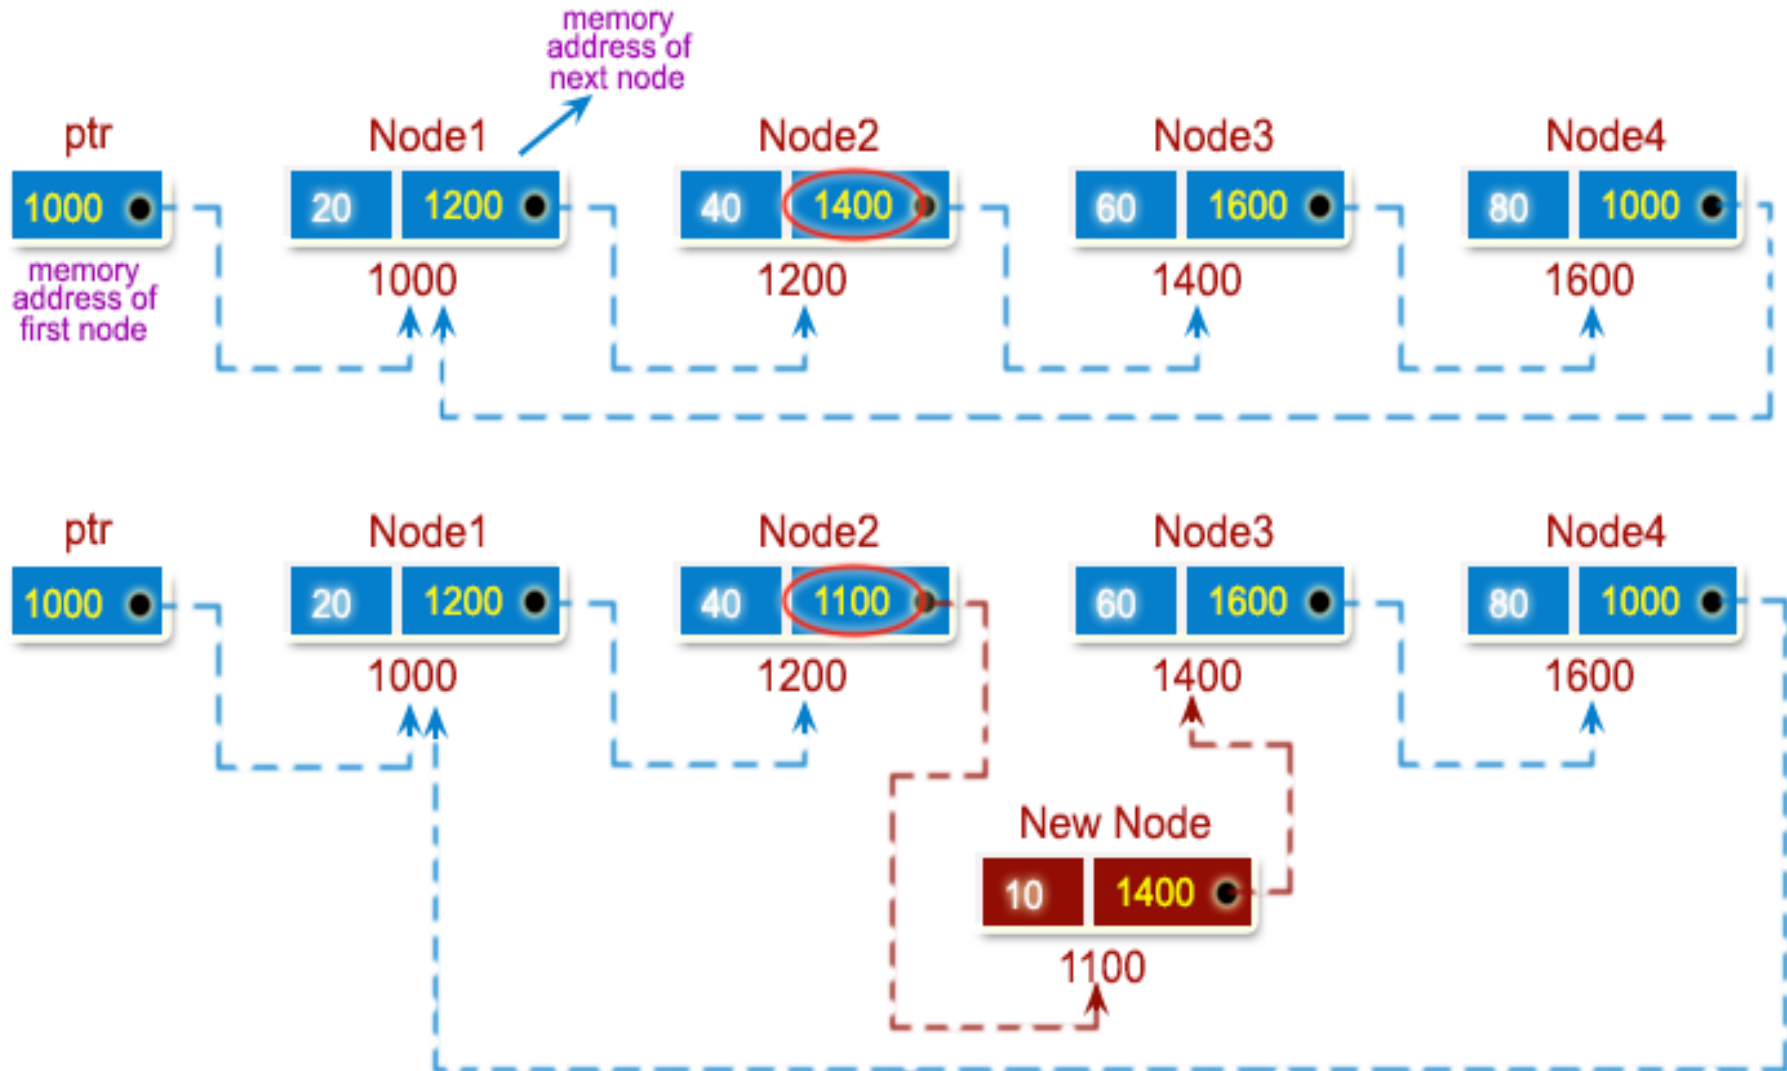 memory
address of
next node
ptr
Node1
Node2
Node3
Node4
1000
20 1200
40 1400
60 1600
80 1000
memory
address of
first node
1000
1200
1400
1600
ptr
Node1
Node2
Node3
Node4
1000
20 1200
40 1100
60 1600
80 1000
1000
1200
1400
1600
New Node
10 1400
1100